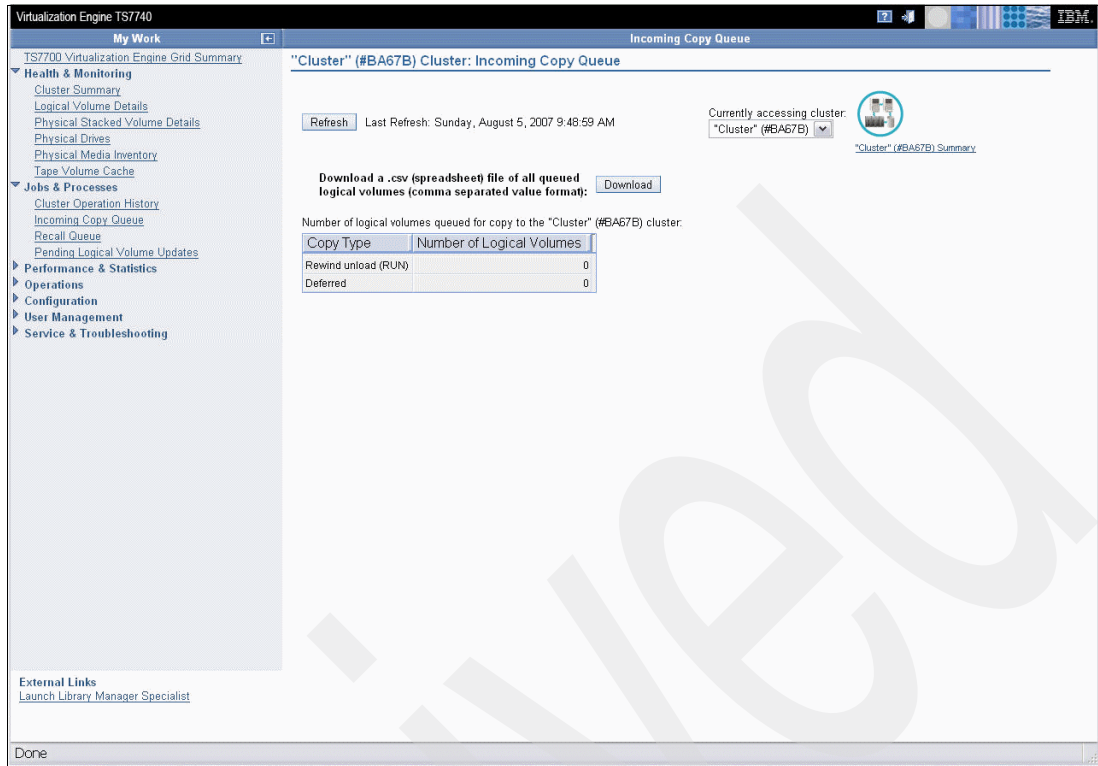 Virtualization Engine TS7740
? IBM.
My Work
Incoming Copy Queue
TS7700 Virtualization Engine Grid Summary
Health & Monitoring
Cluster Summary
Logical Volume Details
Physical Stacked Volume Details
Physical Drives
Physical Media Inventory
Tape Volume Cache
Jobs & Processes
Cluster Operation History
Incoming Copy Queue
Recall Queue
Pending Logical Volume Updates
Performance & Statistics
Operations
Configuration
User Management
Service & Troubleshooting
External Links
Launch Library Manager Specialist
"Cluster" (#BA67B) Cluster: Incoming Copy Queue
Refresh Last Refresh: Sunday, August 5, 2007 9:48:59 AM
Currently accessing cluster:
"Cluster" (#BA67B)
"Cluster" (#BA67B) Summary
Download a .csv (spreadsheet) file of all queued
logical volumes (comma separated value format): Download
Number of logical volumes queued for copy to the "Cluster" (#BA67B) cluster:
Copy Type Number of Logical Volumes
Rewind unload (RUN) 0
Deferred 0
Done
ived